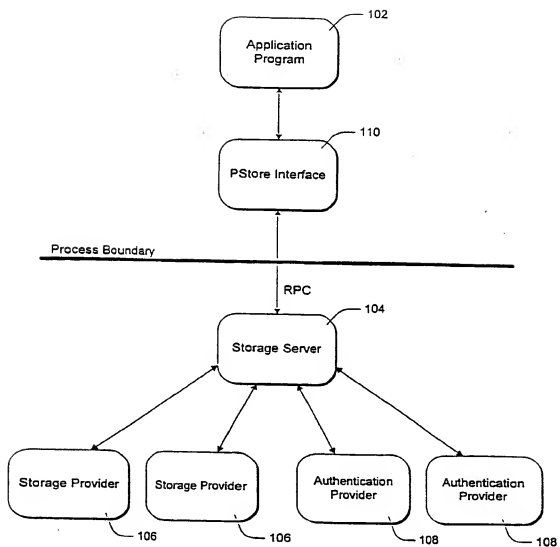 102
Application
Program
110
PStore Interface
Process Boundary
RPC
104
Storage Server
Storage Provider
Storage Provider
Authentication
Provider
Authentication
Provider
106
106
108
108